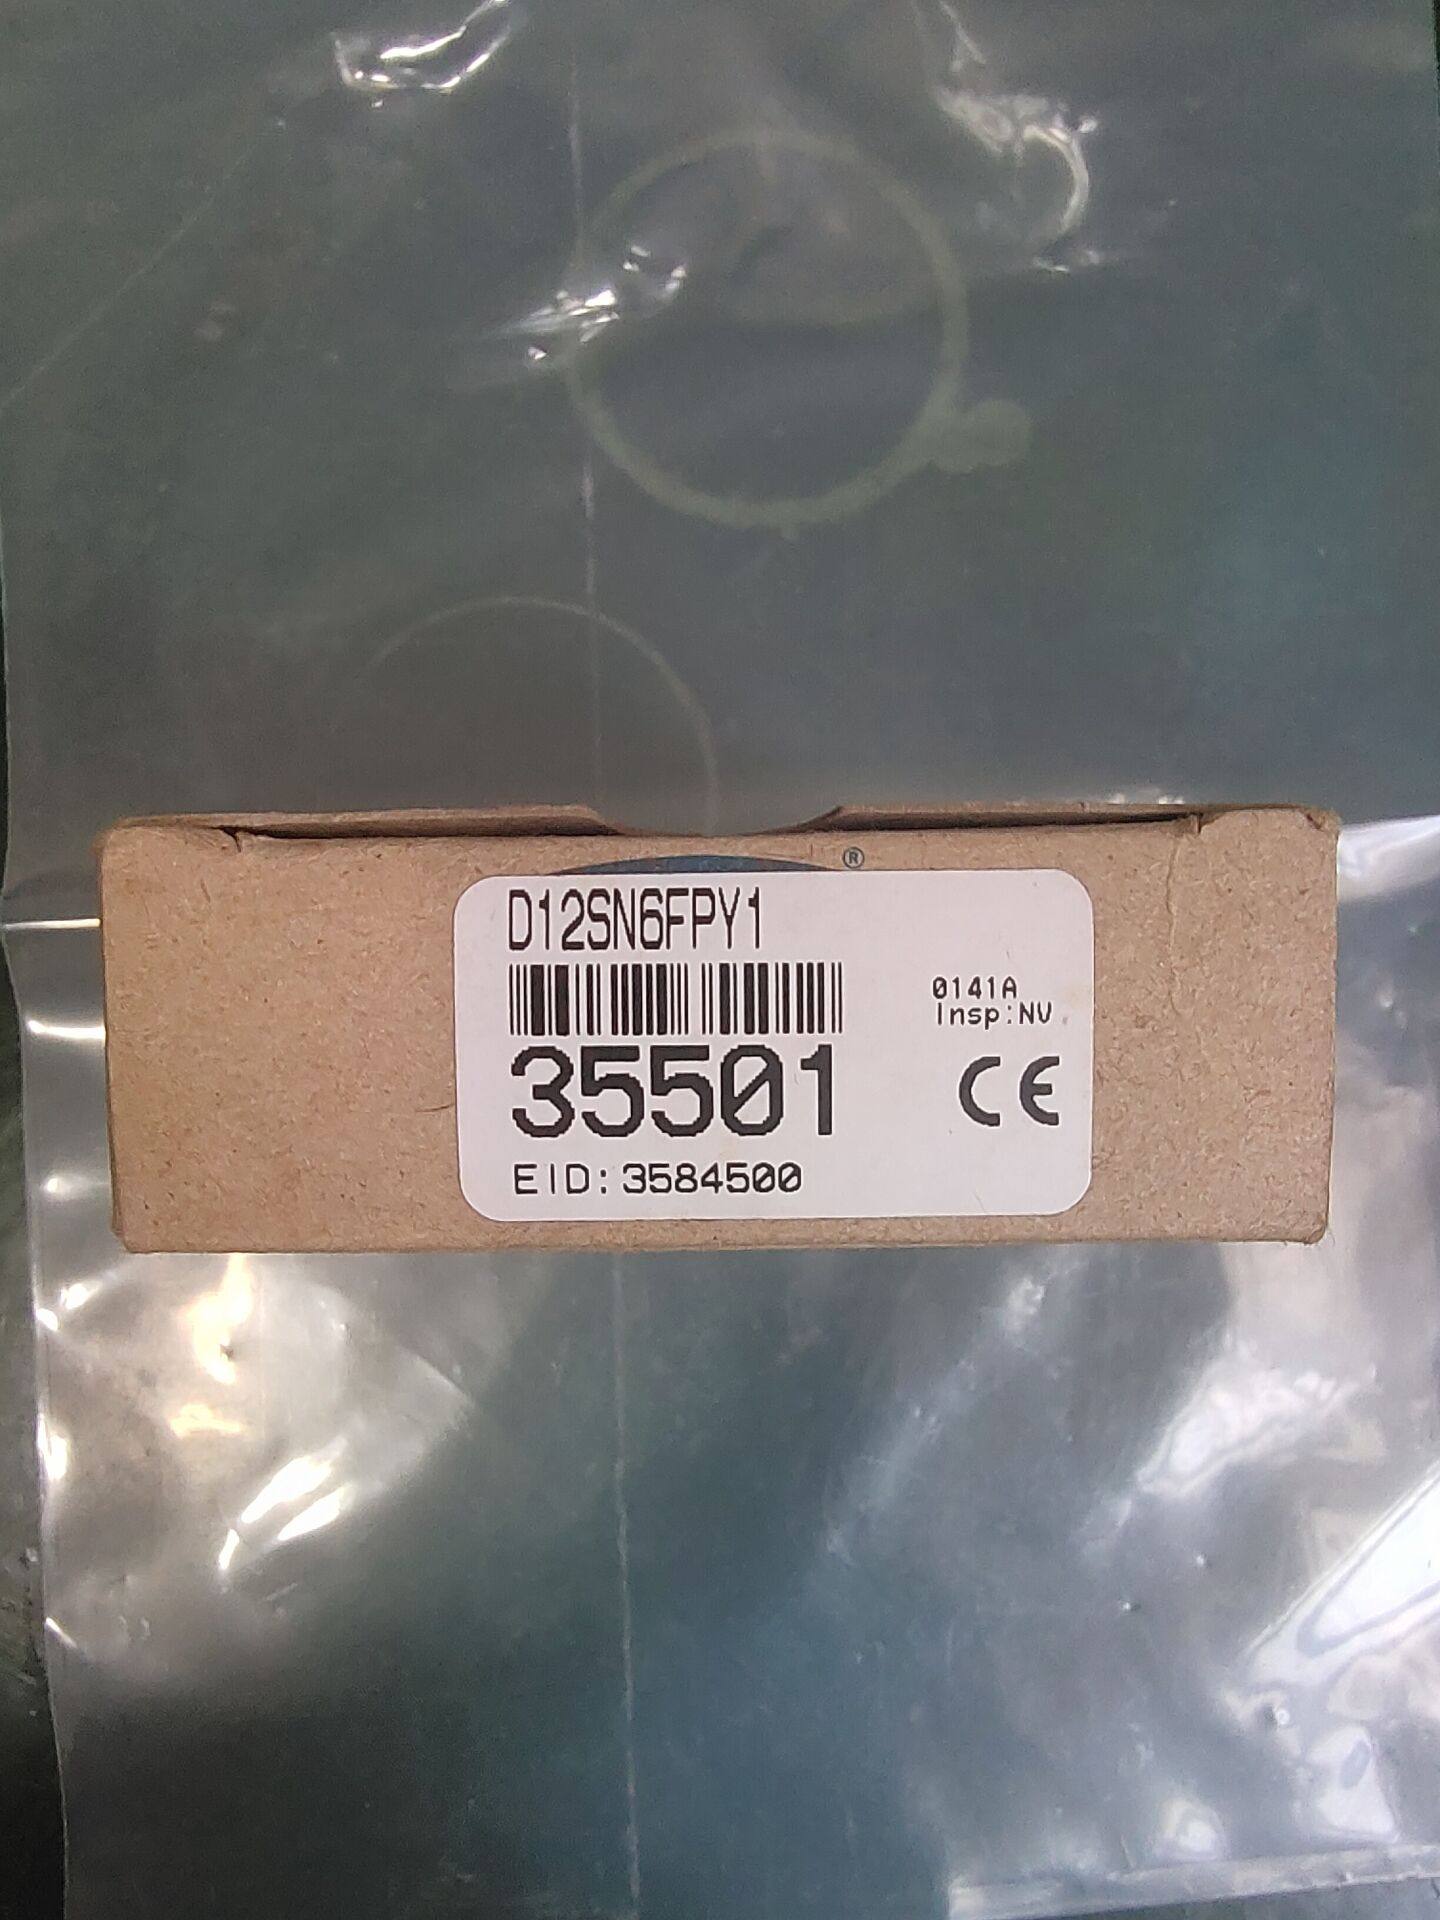 ®
D12SN6FPY1
0141A
Insp:NV
35501
CE
EID: 3584500